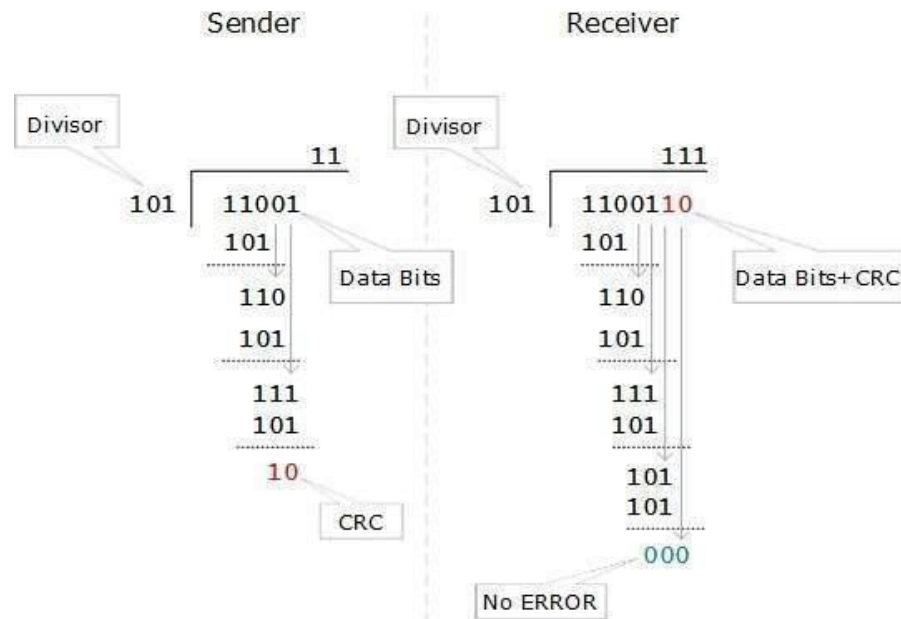 Sender
Divisor
11
101
11001
101
Data Bits
110
101
111
101
10
CRC
Receiver
Divisor
111
101
1100110
101
Data Bits+CRC
110
101
111
101
101
101
000
No ERROR